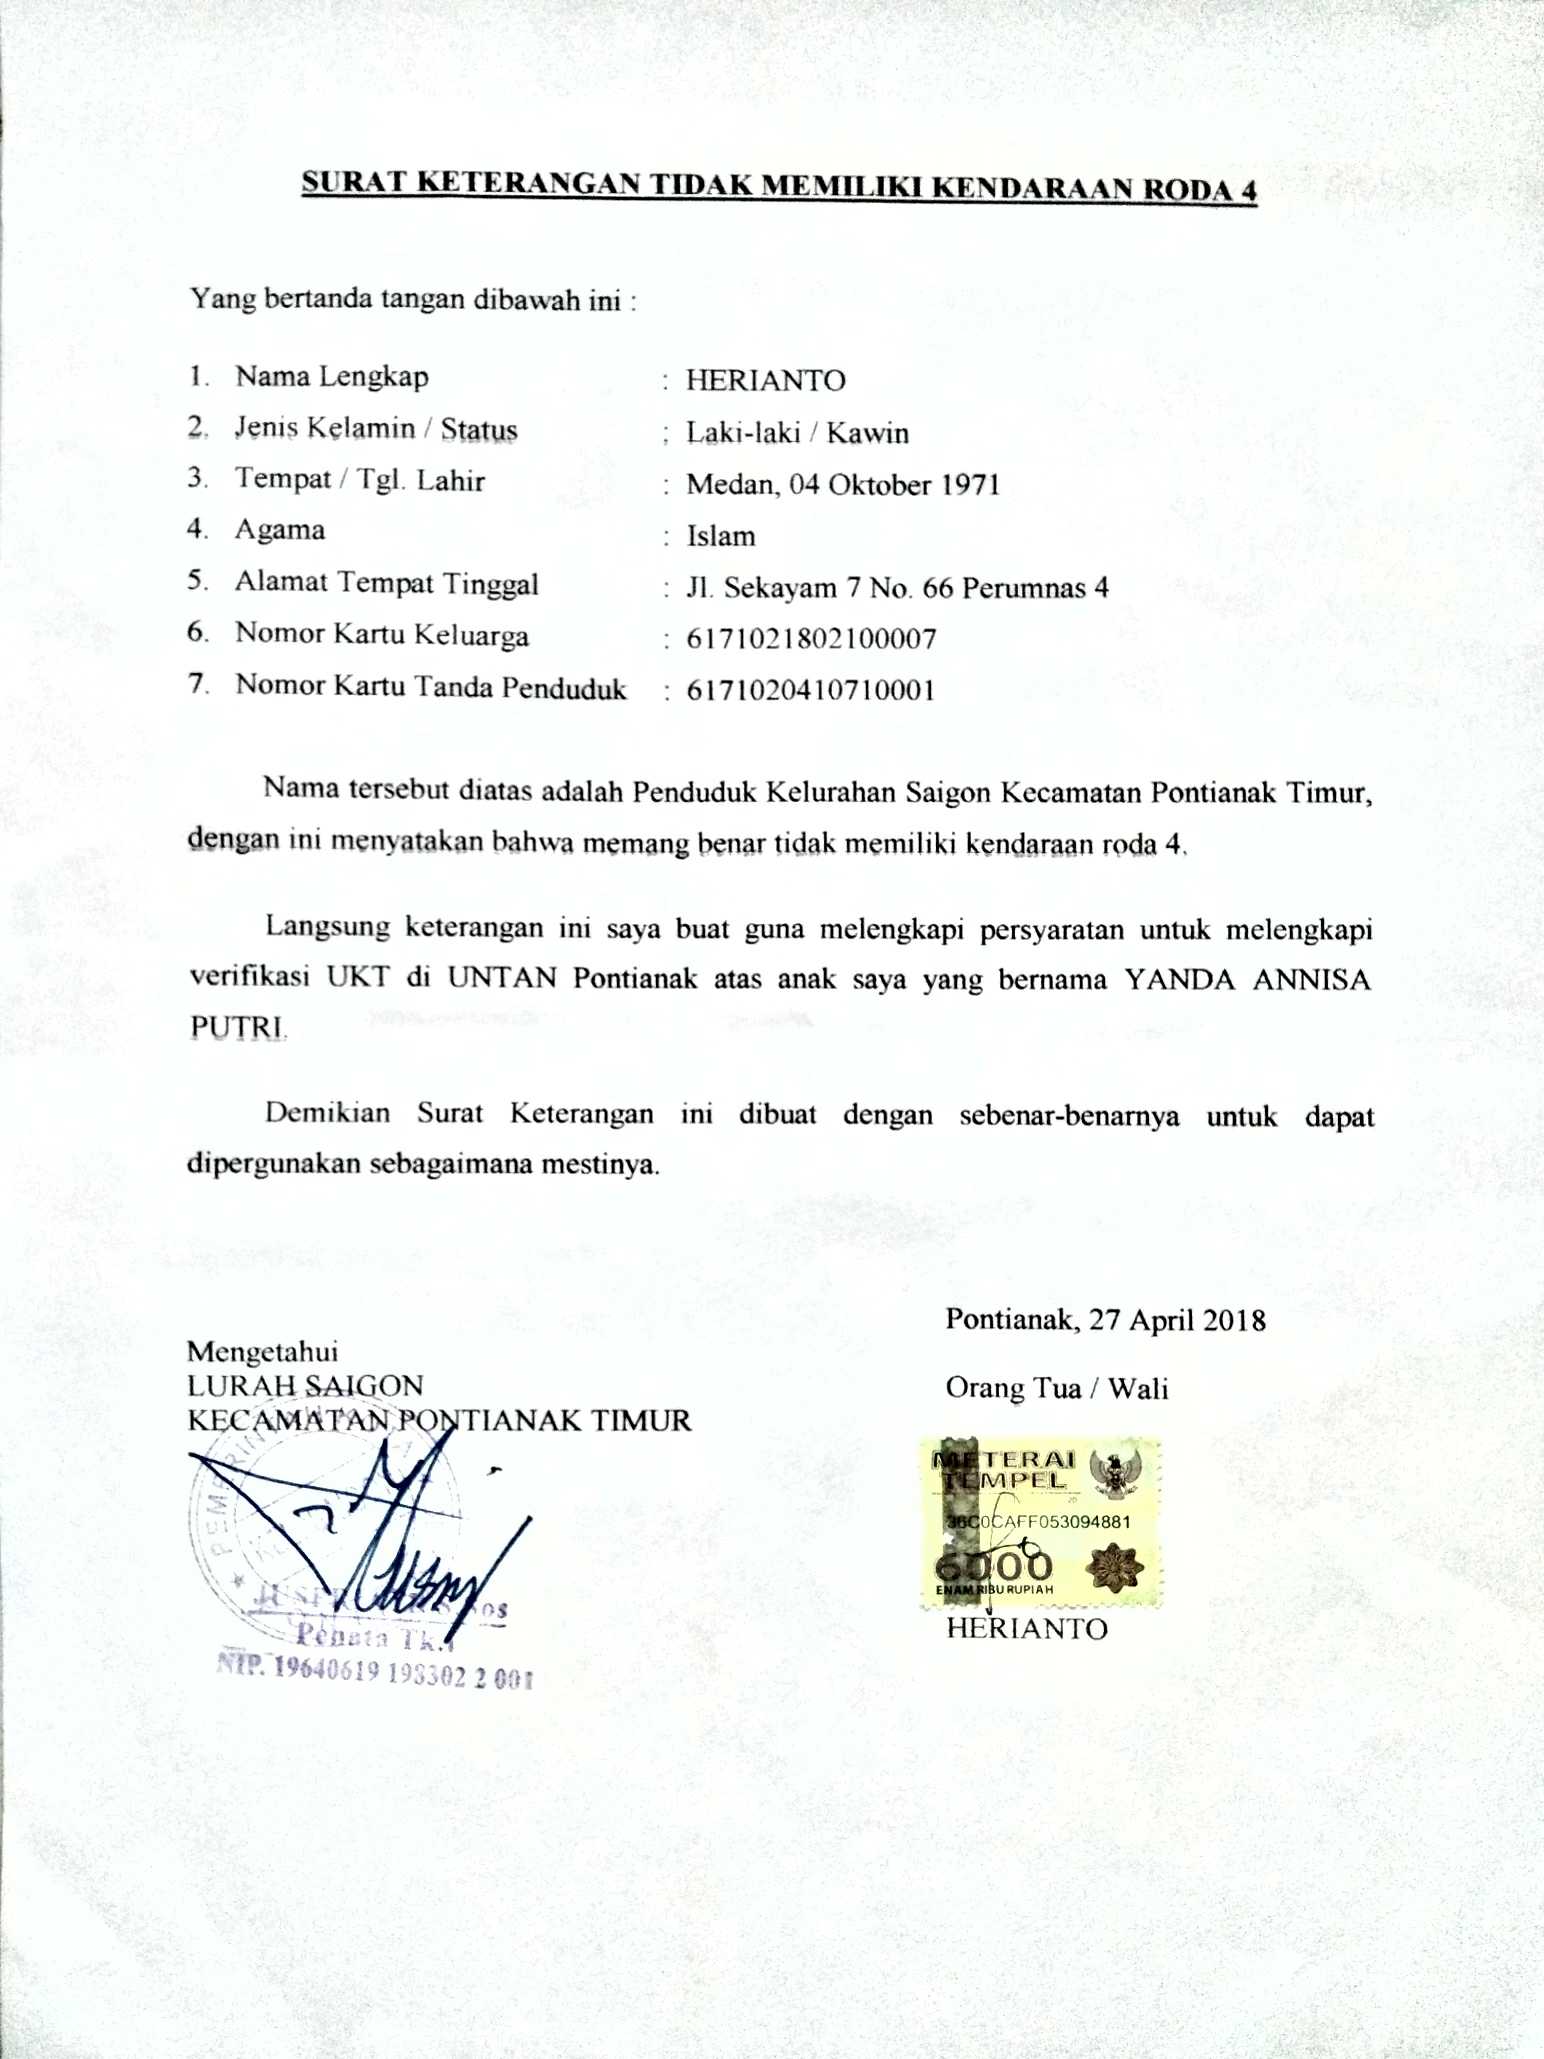 SURAT KETERANGAN TIDAK MEMILIKI KENDARAAN RODA 4
Yang bertanda tangan dibawah ini :
1. Nama Lengkap : HERIANTO
2. Jenis Kelamin / Status : Laki-laki / Kawin
3. Tempat / Tgl. Lahir : Medan, 04 Oktober 1971
4. Agama : Islam
5. Alamat Tempat Tinggal : Jl. Sekayam 7 No. 66 Perumnas 4
6. Nomor Kartu Keluarga : 6171021802100007
7. Nomor Kartu Tanda Penduduk : 6171020410710001
Nama tersebut diatas adalah Penduduk Kelurahan Saigon Kecamatan Pontianak Timur,
dengan ini menyatakan bahwa memang benar tidak memiliki kendaraan roda 4.
Langsung keterangan ini saya buat guna melengkapi persyaratan untuk melengkapi
verifikasi UKT di UNTAN Pontianak atas anak saya yang bernama YANDA ANNISA
PUTRI.
Demikian Surat Keterangan ini dibuat dengan sebenar-benarnya untuk dapat
dipergunakan sebagaimana mestinya.
Pontianak, 27 April 2018
Mengetahui
LURAH SAIGON
KECAMATAN PONTIANAK TIMUR
Orang Tua / Wali
METERAI
TEMPEL
36C0CAFF053094881
6000
ENAM RIBU RUPIAH
HERIANTO
Penata Tk.I
NIP. 19640619 198302 2 001